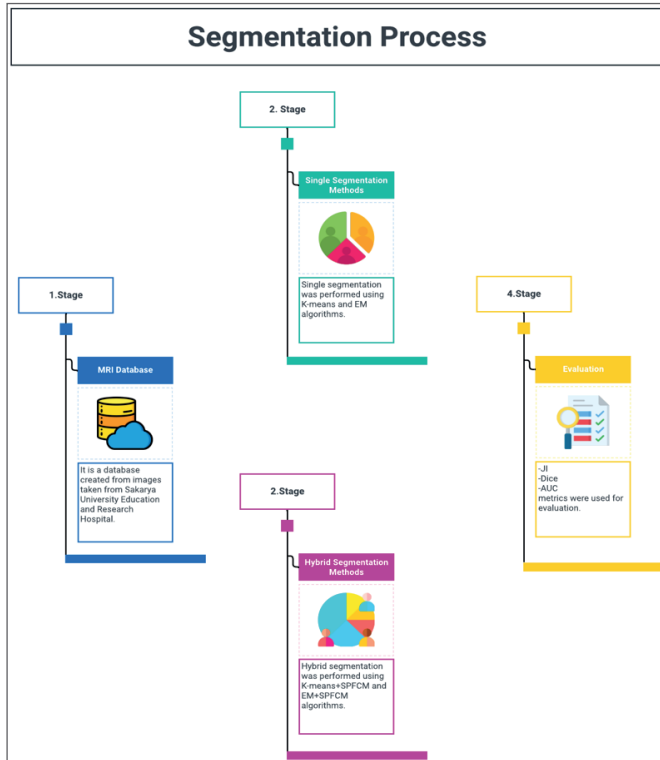 Segmentation Process
2. Stage
Single Segmentation
Methods
Single segmentation
was performed using
K-means and EM
algorithms.
1.Stage
MRI Database
It is a database
created from images
taken from Sakarya
University Education
and Research
Hospital.
4.Stage
Evaluation
-JI
-Dice
-AUC
metrics were used for
evaluation.
2.Stage
Hybrid Segmentation
Methods
Hybrid segmentation
was performed using
K-means+SPFCM and
EM+SPFCM
algorithms.